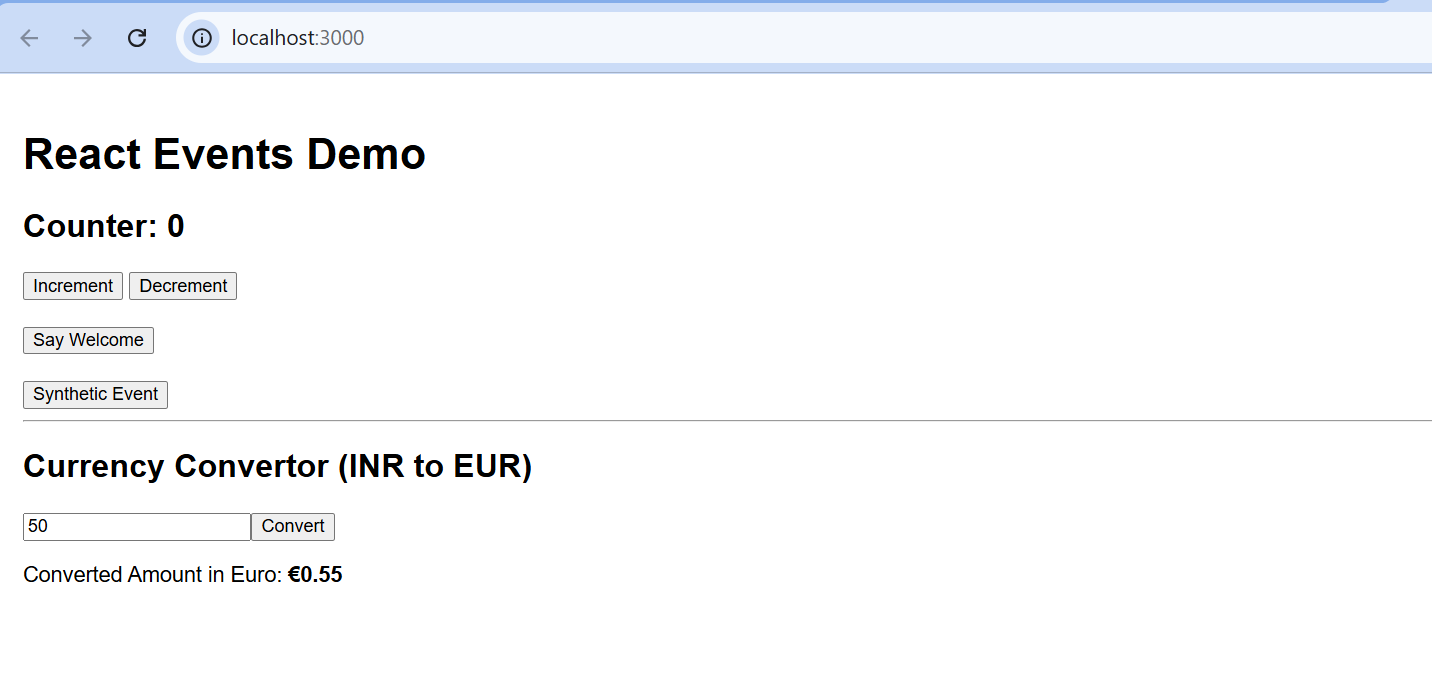 localhost:3000
React Events Demo
Counter: 0
Increment Decrement
Say Welcome
Synthetic Event
Currency Convertor (INR to EUR)
50 Convert
Converted Amount in Euro: €0.55